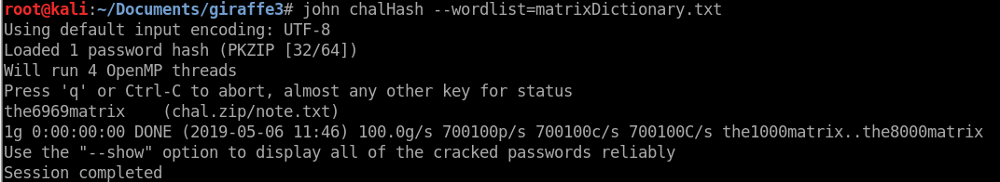 root@kali:~/Documents/giraffe3# john chalHash --wordlist=matrixDictionary.txt
Using default input encoding: UTF-8
Loaded 1 password hash (PKZIP [32/64])
Will run 4 OpenMP threads
Press 'q' or Ctrl-C to abort, almost any other key for status
the6969matrix    (chal.zip/note.txt)
1g 0:00:00:00 DONE (2019-05-06 11:46) 100.0g/s 700100p/s 700100c/s 700100C/s the1000matrix..the8000matrix
Use the "--show" option to display all of the cracked passwords reliably
Session completed